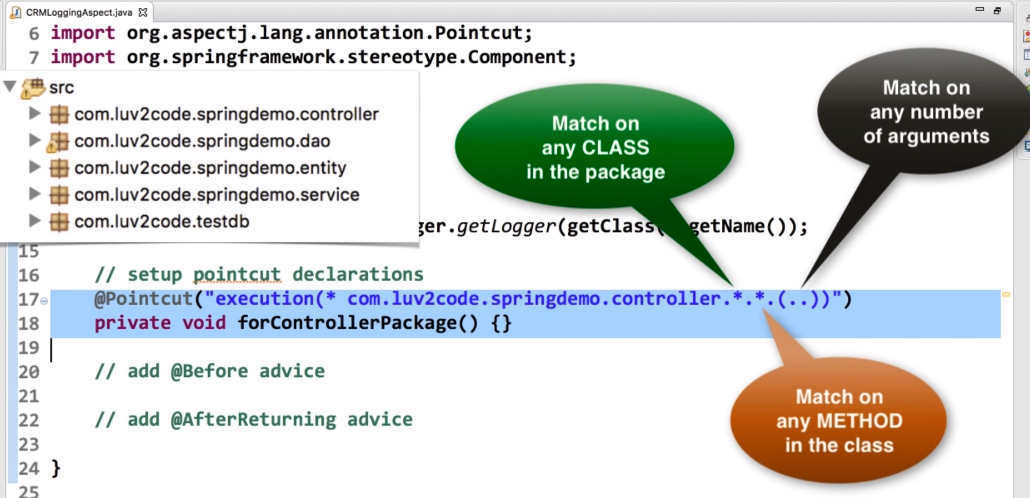 CRMLoggingAspect.java
6 import org.aspectj.lang.annotation.Pointcut;
7 import org.springframework.stereotype.Component;
src
com.luv2code.springdemo.controller
com.luv2code.springdemo.dao
com.luv2code.springdemo.entity
com.luv2code.springdemo.service
com.luv2code.testdb
Match on
any CLASS
in the package
Match on
any number
of arguments
ger.getLogger(getClass( getName());
15
16 // setup pointcut declarations
17 @Pointcut("execution(* com.luv2code.springdemo.controller.*.*.(..))")
18 private void forControllerPackage() {}
19
20 // add @Before advice
21
22 // add @AfterReturning advice
23
24 }
25
Match on
any METHOD
in the class